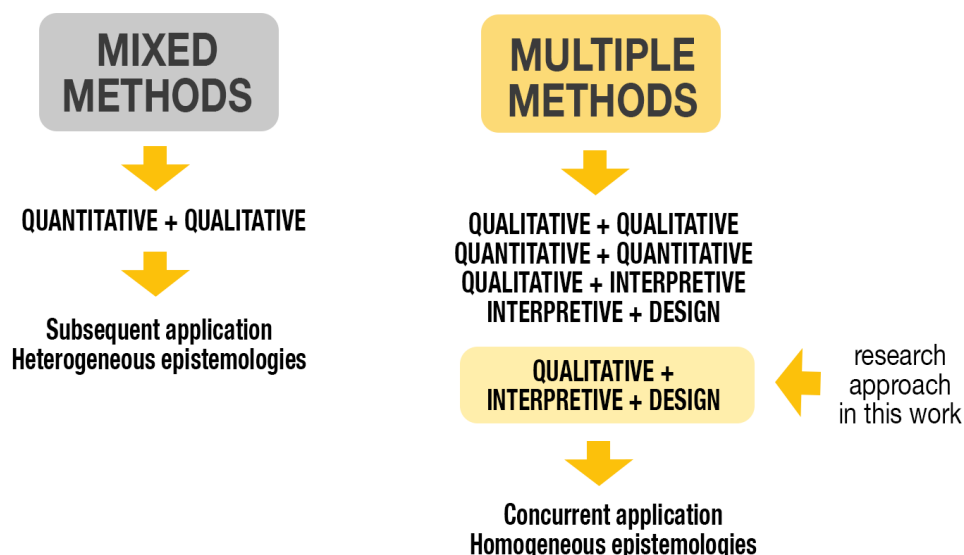 MIXED
METHODS
QUANTITATIVE + QUALITATIVE
Subsequent application
Heterogeneous epistemologies
MULTIPLE
METHODS
QUALITATIVE + QUALITATIVE
QUANTITATIVE + QUANTITATIVE
QUALITATIVE + INTERPRETIVE
INTERPRETIVE + DESIGN
QUALITATIVE +
INTERPRETIVE + DESIGN
research
approach
in this work
Concurrent application
Homogeneous epistemologies